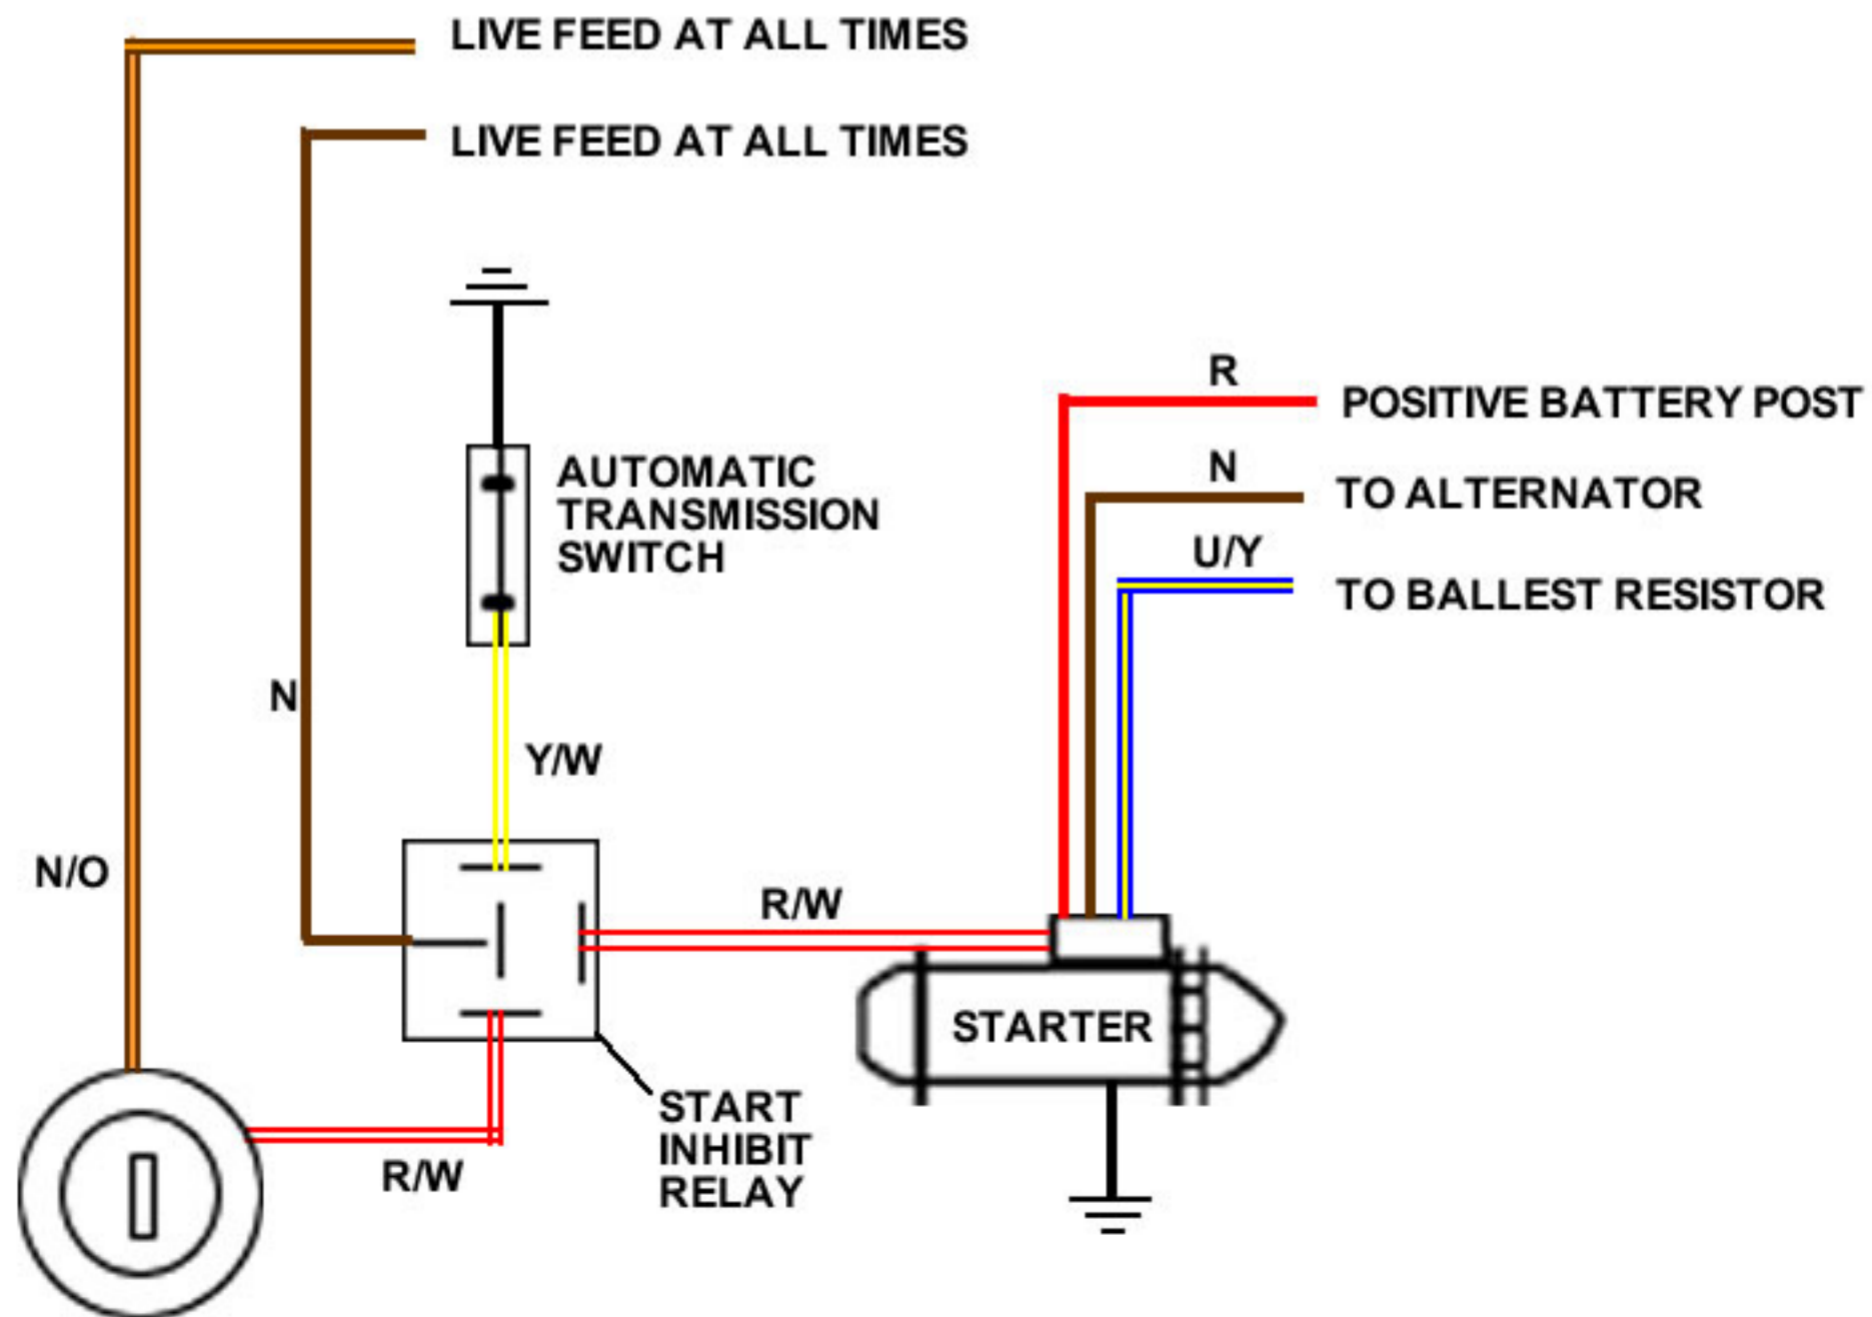 LIVE FEED AT ALL TIMES
LIVE FEED AT ALL TIMES
R
POSITIVE BATTERY POST
N
TO ALTERNATOR
U/Y
TO BALLEST RESISTOR
AUTOMATIC
TRANSMISSION
SWITCH
N
Y/W
N/O
R/W
STARTER
START
INHIBIT
RELAY
R/W